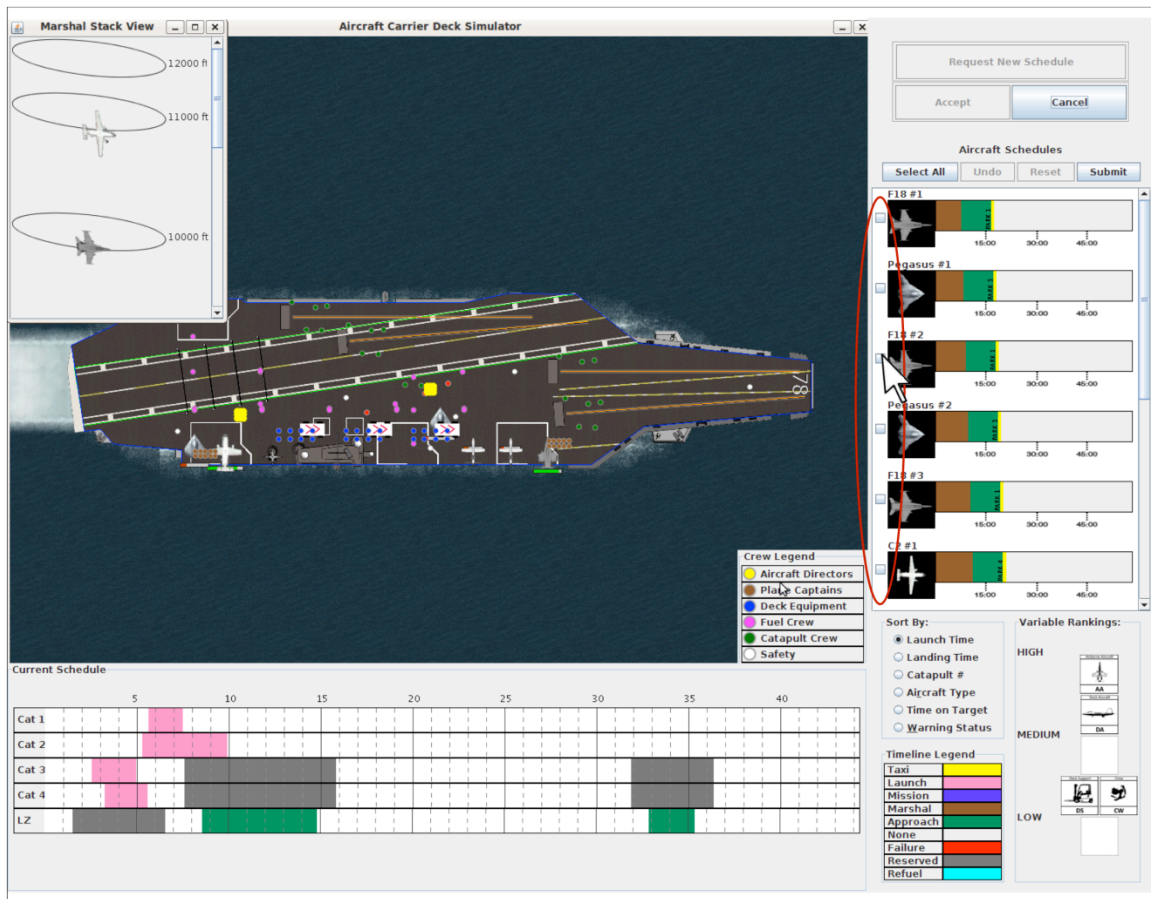 Marshal Stack View
Aircraft Carrier Deck Simulator
12000 ft
11000 ft
10000 ft
78
Crew Legend
Aircraft Directors
Plane Captains
Deck Equipment
Fuel Crew
Catapult Crew
Safety
Request New Schedule
Accept
Cancel
Aircraft Schedules
Select All
Undo
Reset
Submit
F18 #1
15:00 30:00 45:00
Pegasus #1
15:00 30:00 45:00
F18 #2
15:00 30:00 45:00
Pegasus #2
15:00 30:00 45:00
F18 #3
15:00 30:00 45:00
C2 #1
15:00 30:00 45:00
Sort By:
Launch Time
Landing Time
Catapult #
Aircraft Type
Time on Target
Warning Status
Timeline Legend
Taxi
Launch
Mission
Marshal
Approach
None
Failure
Reserved
Refuel
Variable Rankings:
HIGH
AA
DA
MEDIUM
DS CW
LOW
Current Schedule
5 10 15 20 25 30 35 40
Cat 1
Cat 2
Cat 3
Cat 4
LZ